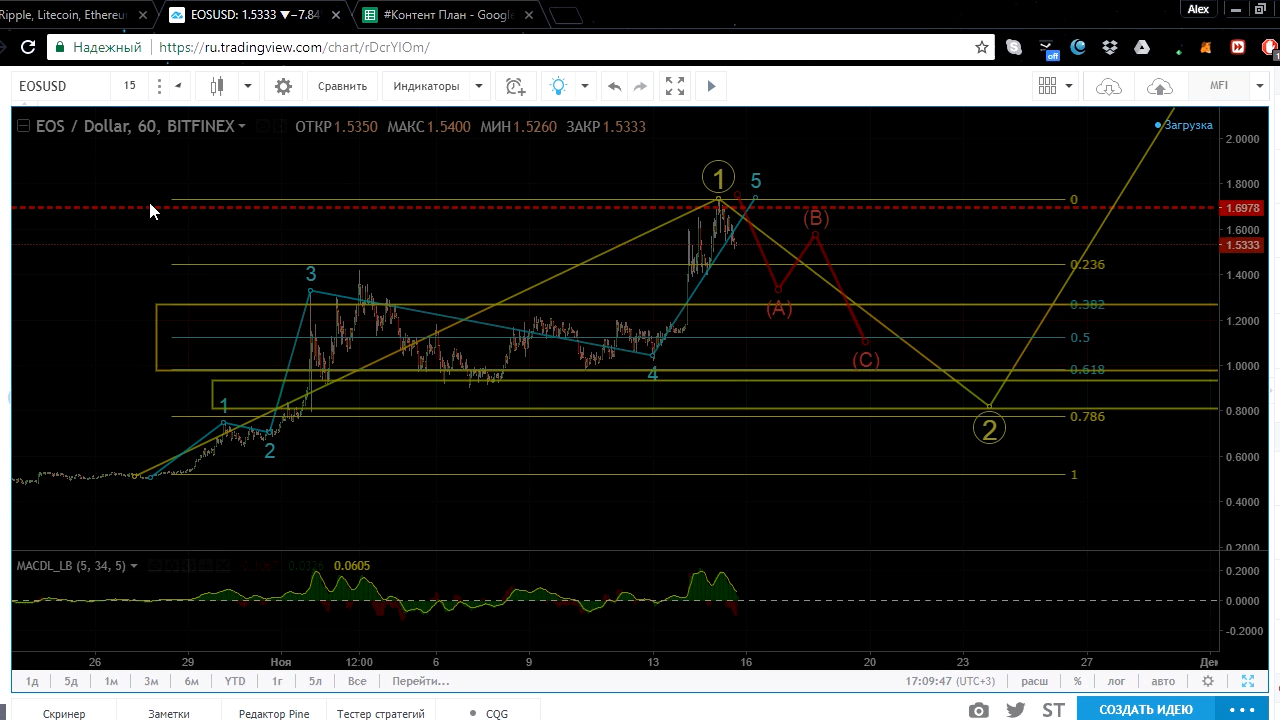 Alex
Ripple, Litecoin, Ethereu
EOSUSD: 1.5333 ▼−7.84
#Контент План - Google
Надежный
https://ru.tradingview.com/chart/rDcrYIOm/
off
EOSUSD
15
Сравнить
Индикаторы
MFI
EOS / Dollar, 60, BITFINEX
ОТКР 1.5350 МАКС 1.5400 МИН 1.5260 ЗАКР 1.5333
Загрузка
2.0000
1.8000
1.6978
1.6000
1.5333
1.4000
1.2000
1.0000
0.8000
0.6000
0.4000
0.2000
1
5
0
(B)
0.236
3
(A)
0.382
0.5
(C)
0.618
4
1
0.786
2
2
1
MACDL_LB (5, 34, 5)
0.0605
0.2000
0.0000
-0.2000
26 29 Ноя 12:00 6 9 13 16 20 23 27 Дек
1д 5д 1м 3м 6м YTD 1г 5л Все Перейти...
17:09:47 (UTC+3) расш % лог авто
Скринер Заметки Редактор Pine Тестер стратегий CQG
ST
СОЗДАТЬ ИДЕЮ